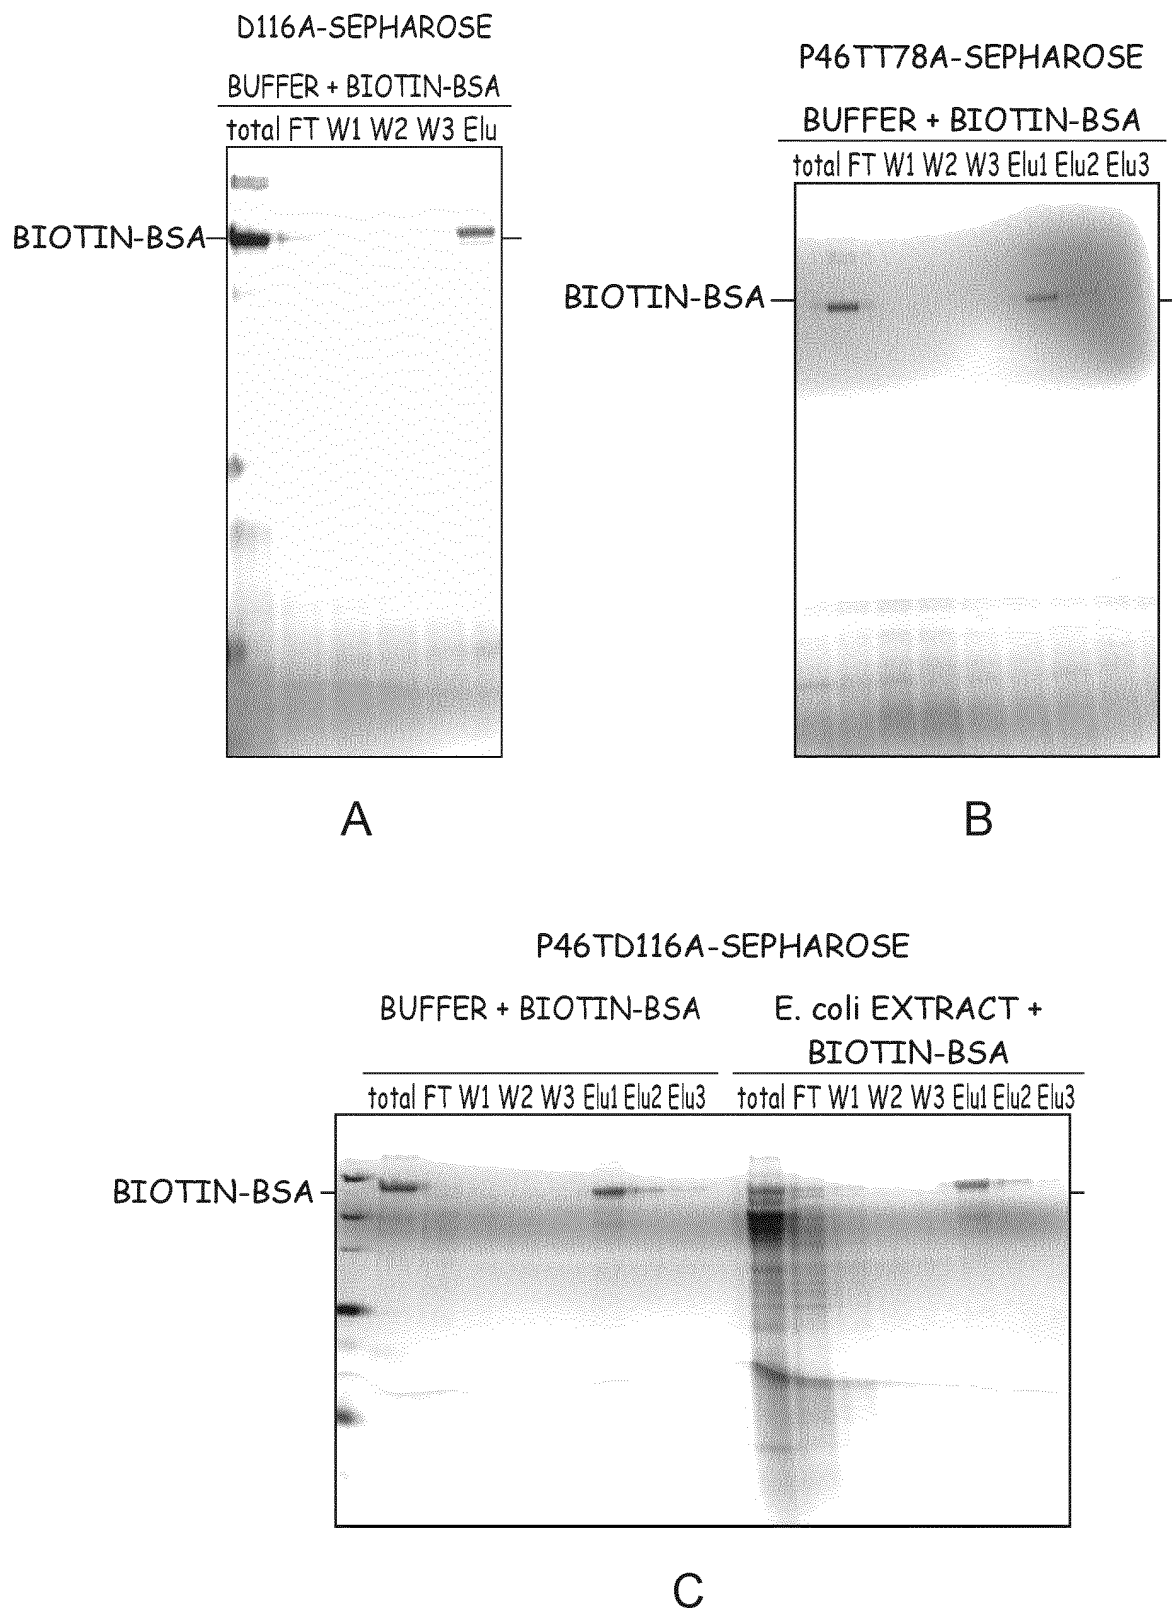 D116A-SEPHAROSE
BUFFER + BIOTIN-BSA
total FT W1 W2 W3 Elu
BIOTIN-BSA
A
P46TT78A-SEPHAROSE
BUFFER + BIOTIN-BSA
total FT W1 W2 W3 Elu1 Elu2 Elu3
BIOTIN-BSA
B
P46TD116A-SEPHAROSE
BUFFER + BIOTIN-BSA
total FT W1 W2 W3 Elu1 Elu2 Elu3
E. coli EXTRACT +
BIOTIN-BSA
total FT W1 W2 W3 Elu1 Elu2 Elu3
BIOTIN-BSA
C